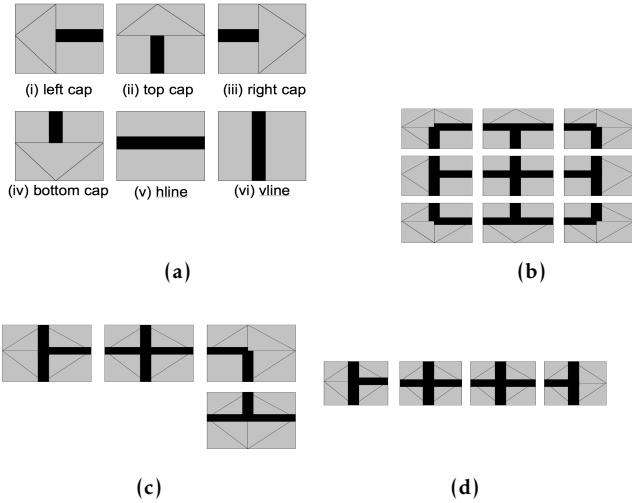 (i) left cap
(ii) top cap
(iii) right cap
(iv) bottom cap
(v) hline
(vi) vline
(a)
(b)
(c)
(d)